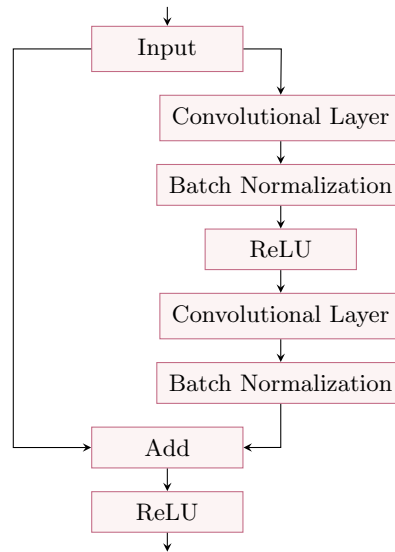 Input
Convolutional Layer
Batch Normalization
ReLU
Convolutional Layer
Batch Normalization
Add
ReLU